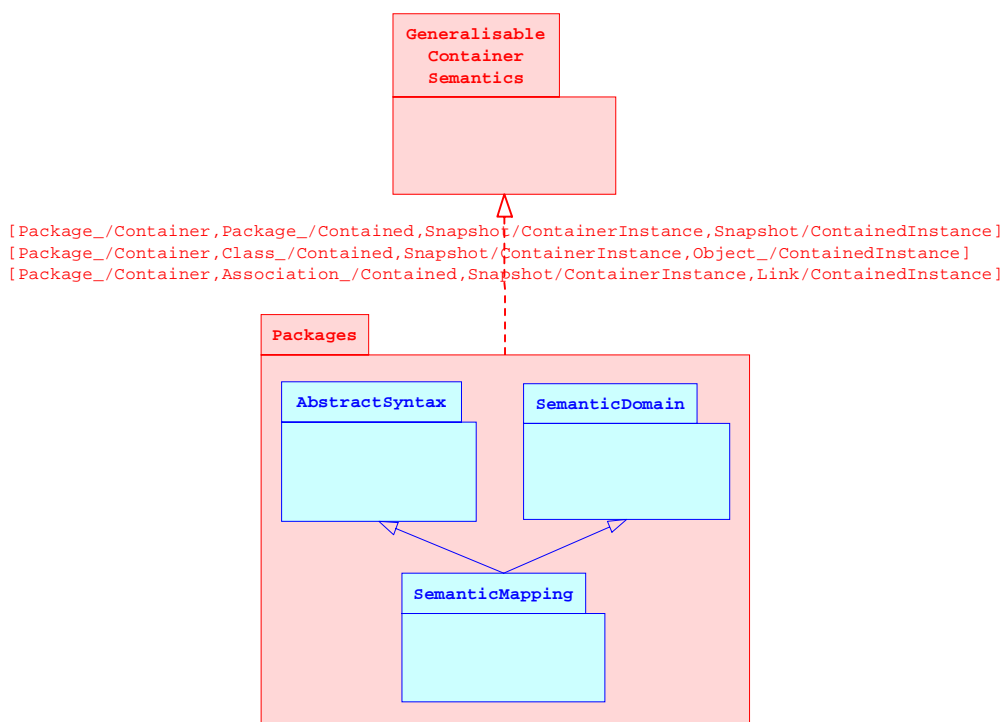 Generalisable
Container
Semantics
[Package_/Container,Package_/Contained,Snapshot/ContainerInstance,Snapshot/ContainedInstance]
[Package_/Container,Class_/Contained,Snapshot/ContainerInstance,Object_/ContainedInstance]
[Package_/Container,Association_/Contained,Snapshot/ContainerInstance,Link/ContainedInstance]
Packages
AbstractSyntax
SemanticDomain
SemanticMapping